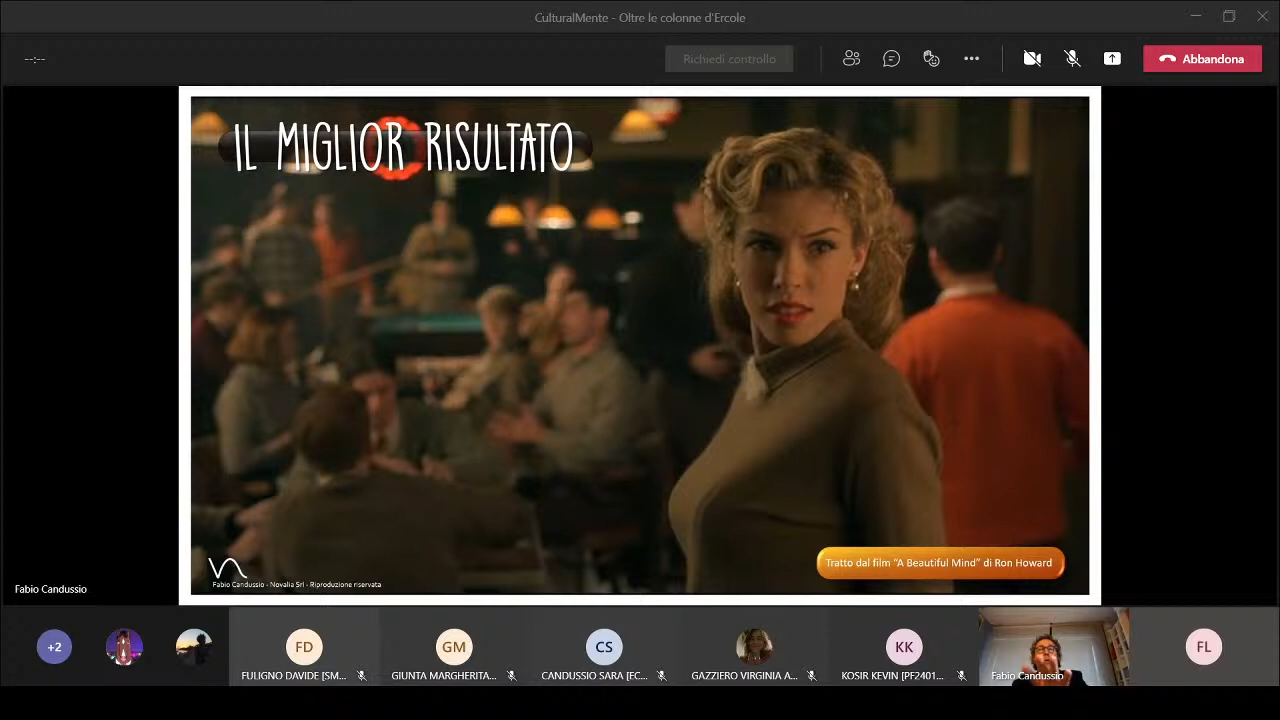 CulturalMente - Oltre le colonne d'Ercole
--:--
Richiedi controllo
Abbandona
IL MIGLIOR RISULTATO
Tratto dal film "A Beautiful Mind" di Ron Howard
Fabio Candussio - Novalia Srl - Riproduzione riservata
Fabio Candussio
+2
FD
GM
CS
KK
FL
FULIGNO DAVIDE [SM...
GIUNTA MARGHERITA...
CANDUSSIO SARA [EC...
GAZZIERO VIRGINIA A...
KOSIR KEVIN [PF2401...
Fabio Candussio